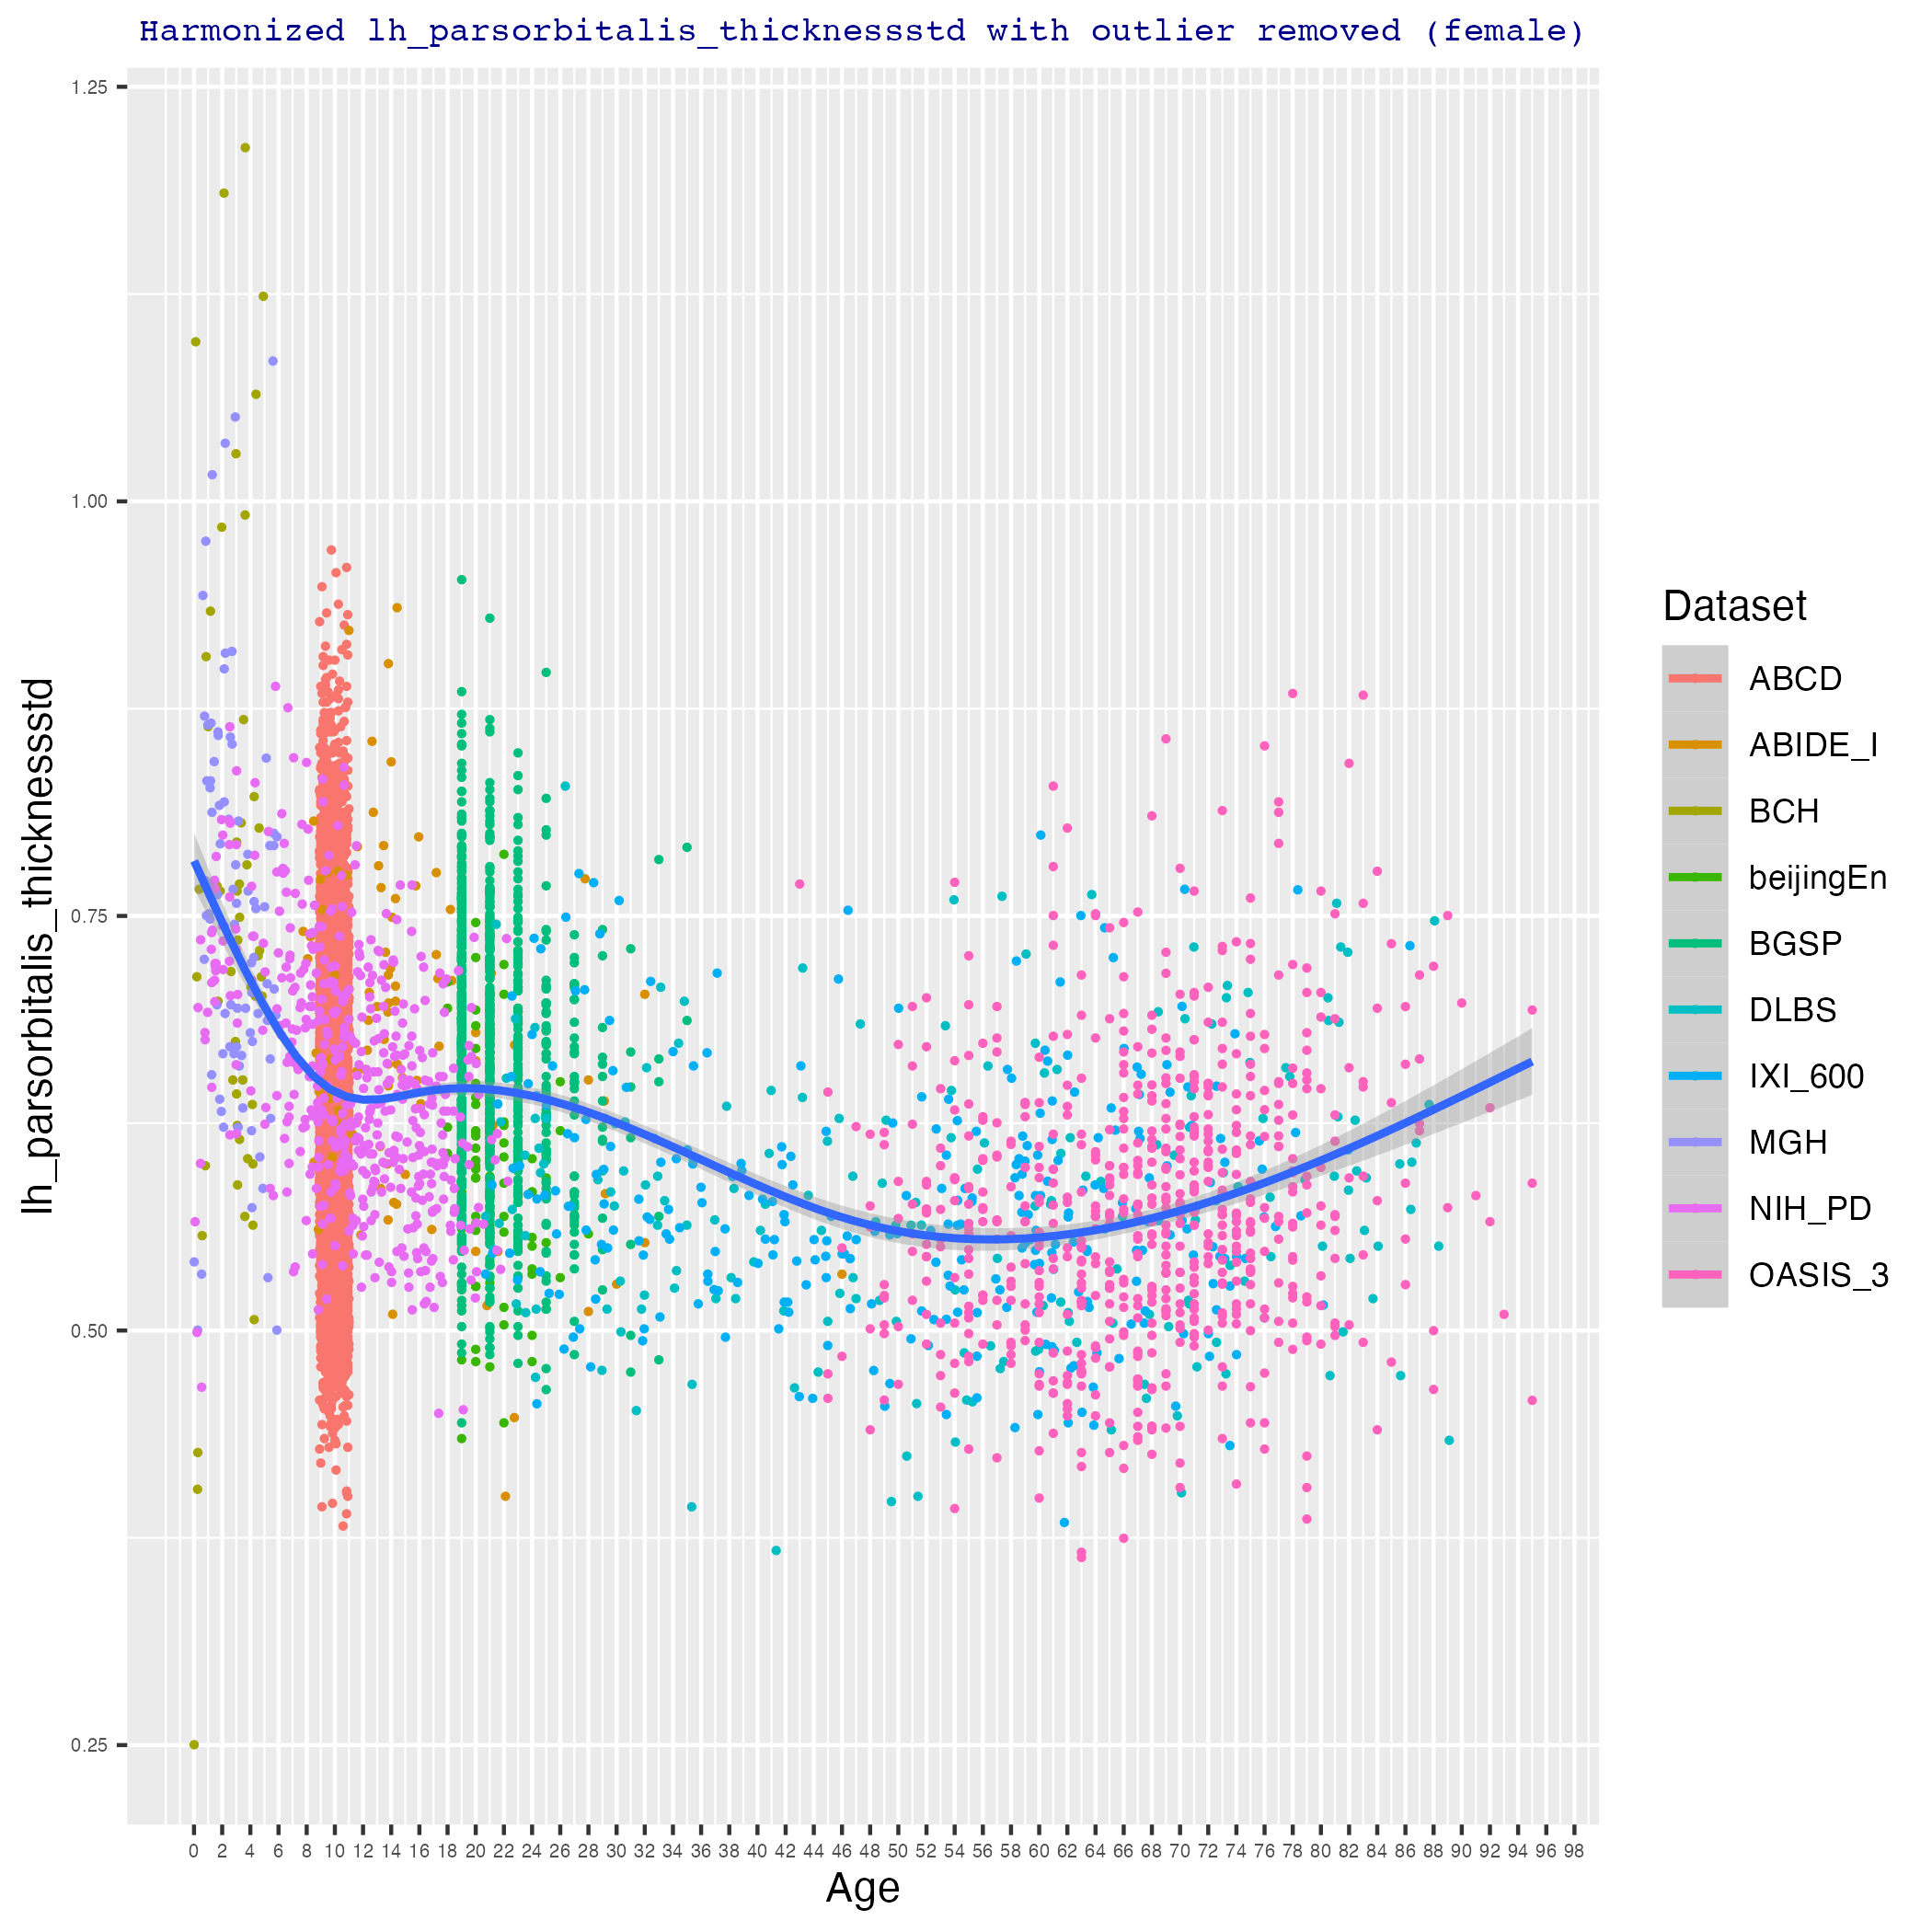 Harmonized lh_parsorbitalis_thicknessstd with outlier removed (female)
1.25
1.00
0.75
0.50
0.25
lh_parsorbitalis_thicknessstd
0 2 4 6 8 10 12 14 16 18 20 22 24 26 28 30 32 34 36 38 40 42 44 46 48 50 52 54 56 58 60 62 64 66 68 70 72 74 76 78 80 82 84 86 88 90 92 94 96 98
Age
Dataset
ABCD
ABIDE_I
BCH
beijingEn
BGSP
DLBS
IXI_600
MGH
NIH_PD
OASIS_3